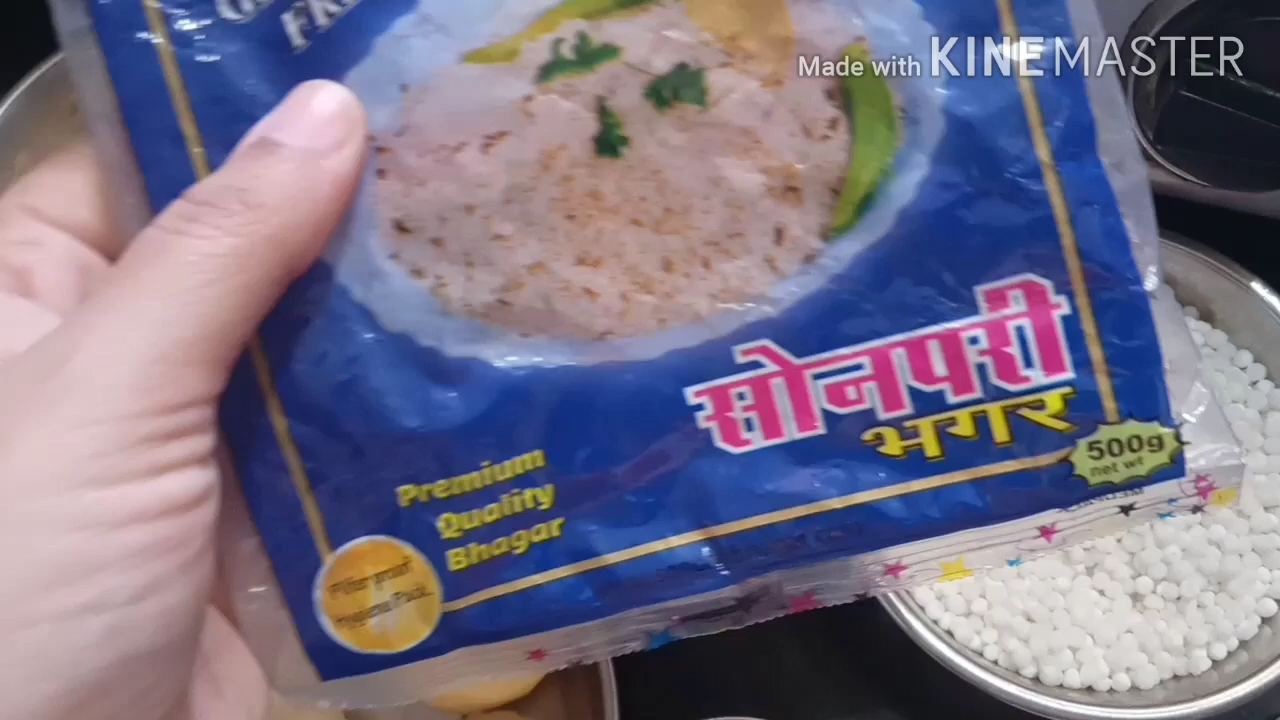 Made with KINEMASTER
सोनपरी
भगर
500g
net wt
Premium
Quality
Bhagar